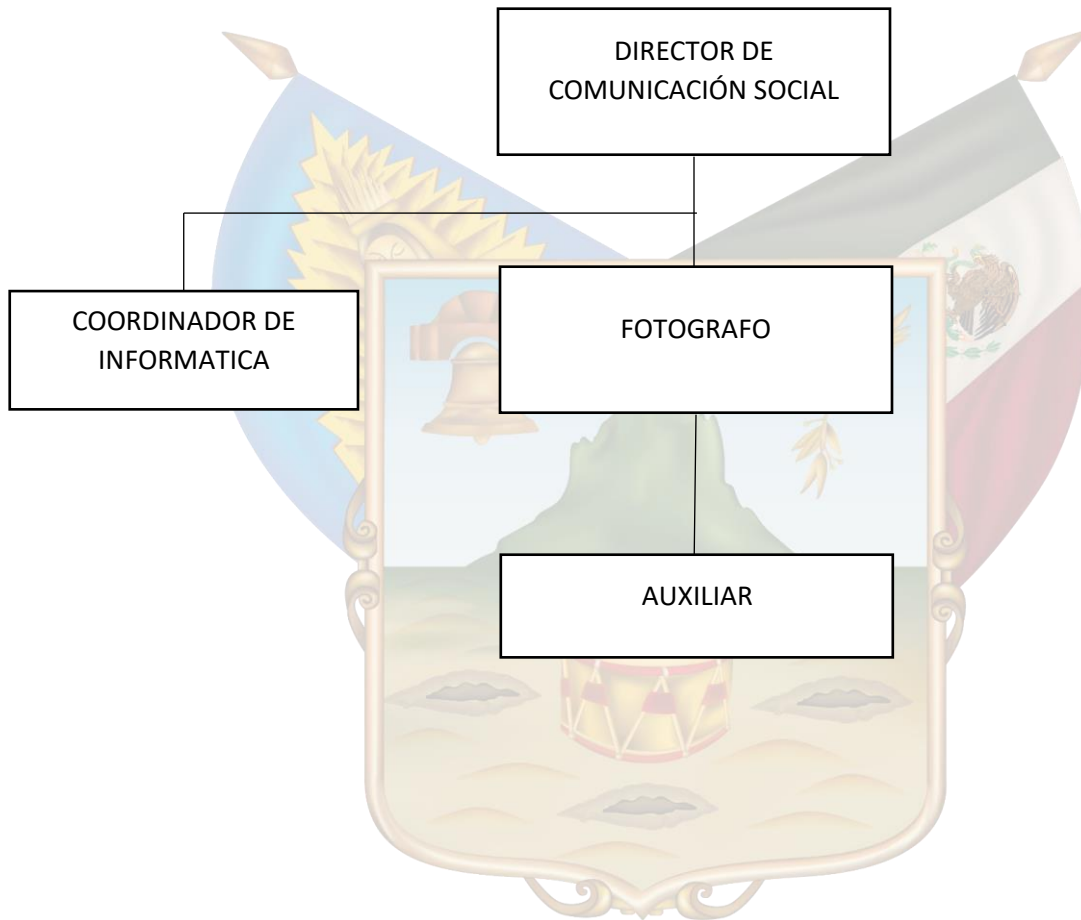 DIRECTOR DE
COMUNICACIÓN SOCIAL
COORDINADOR DE
INFORMATICA
FOTOGRAFO
AUXILIAR